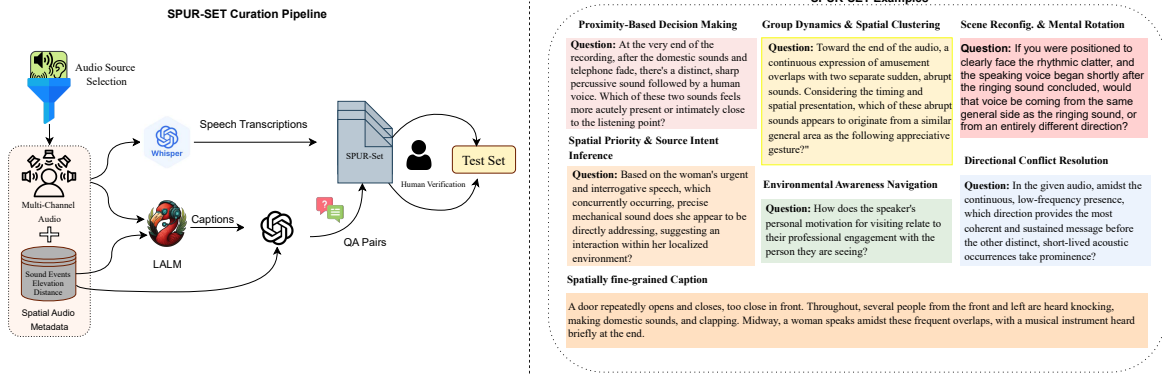 SPUR-SET Curation Pipeline
Audio Source
Selection
Whisper
Speech Transcriptions
Multi-Channel
Audio
Captions
LALM
Sound Events
Elevation
Distance
Spatial Audio
Metadata
QA Pairs
SPUR-Set
Human Verification
Test Set
SPUR-SET Examples
Proximity-Based Decision Making
Question: At the very end of the
recording, after the domestic sounds and
telephone fade, there's a distinct, sharp
percussive sound followed by a human
voice. Which of these two sounds feels
more acutely present or intimately close
to the listening point?
Group Dynamics & Spatial Clustering
Question: Toward the end of the audio, a
continuous expression of amusement
overlaps with two separate sudden, abrupt
sounds. Considering the timing and
spatial presentation, which of these abrupt
sounds appears to originate from a similar
general area as the following appreciative
gesture?"
Scene Reconfig. & Mental Rotation
Question: If you were positioned to
clearly face the rhythmic clatter, and
the speaking voice began shortly after
the ringing sound concluded, would
that voice be coming from the same
general side as the ringing sound, or
from an entirely different direction?
Spatial Priority & Source Intent
Inference
Question: Based on the woman's urgent
and interrogative speech, which
concurrently occurring, precise
mechanical sound does she appear to be
directly addressing, suggesting an
interaction within her localized
environment?
Environmental Awareness Navigation
Question: How does the speaker's
personal motivation for visiting relate to
their professional engagement with the
person they are seeing?
Directional Conflict Resolution
Question: In the given audio, amidst the
continuous, low-frequency presence,
which direction provides the most
coherent and sustained message before
the other distinct, short-lived acoustic
occurrences take prominence?
Spatially fine-grained Caption
A door repeatedly opens and closes, too close in front. Throughout, several people from the front and left are heard knocking,
making domestic sounds, and clapping. Midway, a woman speaks amidst these frequent overlaps, with a musical instrument heard
briefly at the end.